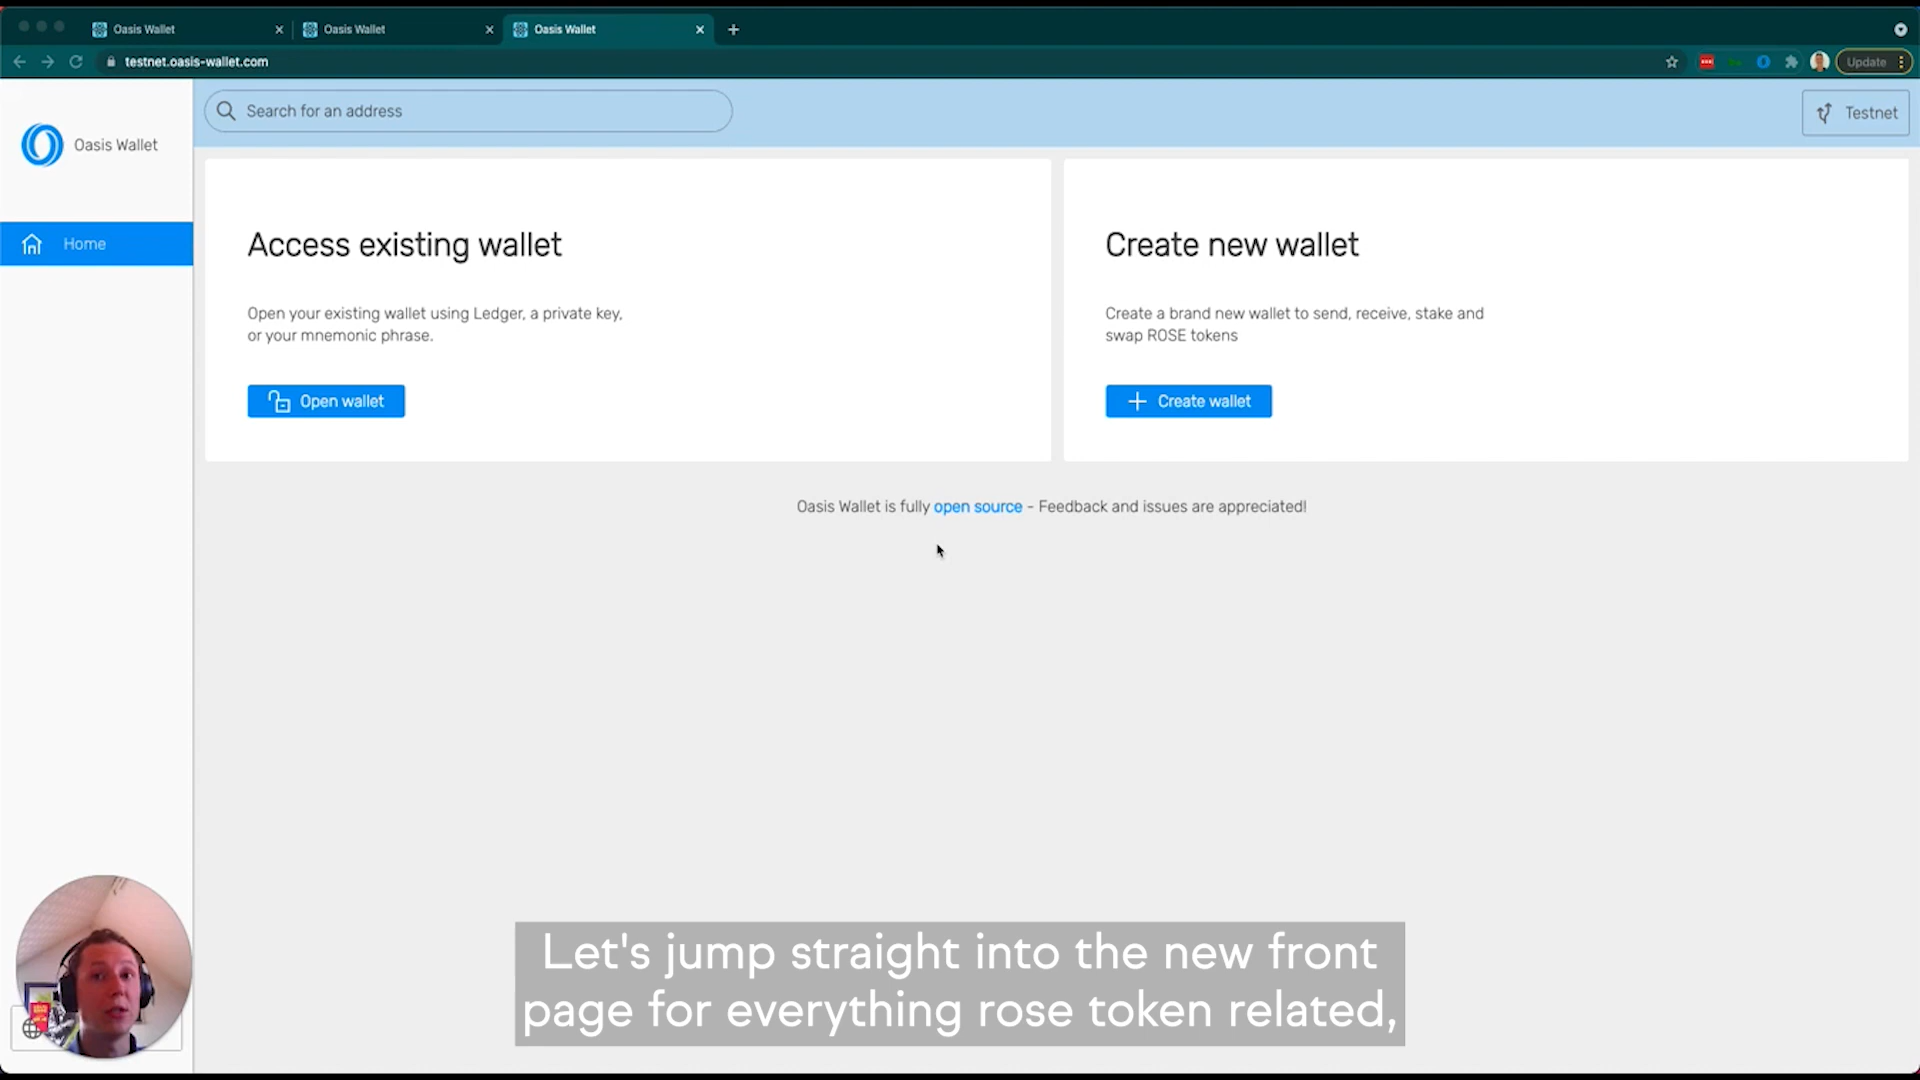 Oasis Wallet
Oasis Wallet
Oasis Wallet
testnet.oasis-wallet.com
Update
Oasis Wallet
Search for an address
Testnet
Home
Access existing wallet
Open your existing wallet using Ledger, a private key,
or your mnemonic phrase.
Open wallet
Create new wallet
Create a brand new wallet to send, receive, stake and
swap ROSE tokens
Create wallet
Oasis Wallet is fully open source - Feedback and issues are appreciated!
Let's jump straight into the new front
page for everything rose token related,